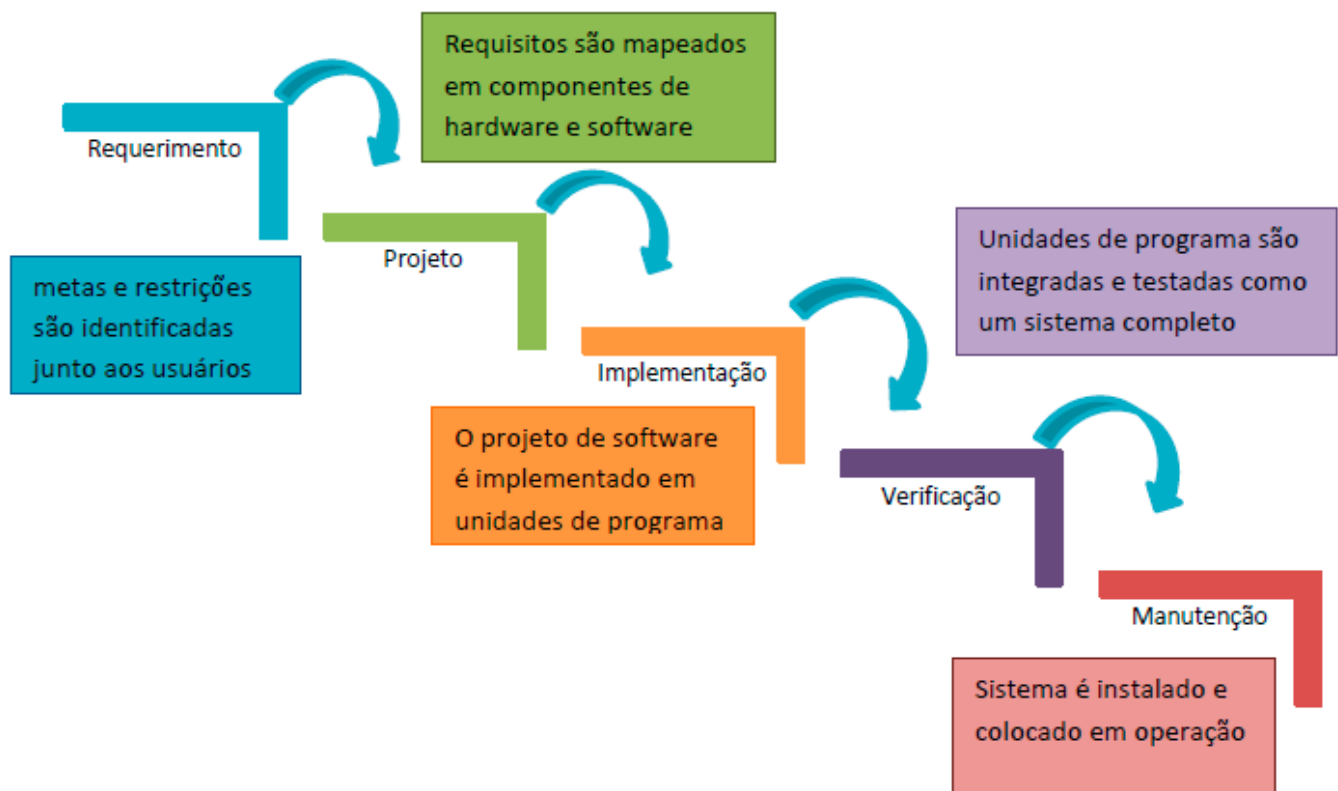 Requerimento
metas e restrições
são identificadas
junto aos usuários
Requisitos são mapeados
em componentes de
hardware e software
Projeto
Implementação
O projeto de software
é implementado em
unidades de programa
Unidades de programa são
integradas e testadas como
um sistema completo
Verificação
Manutenção
Sistema é instalado e
colocado em operação